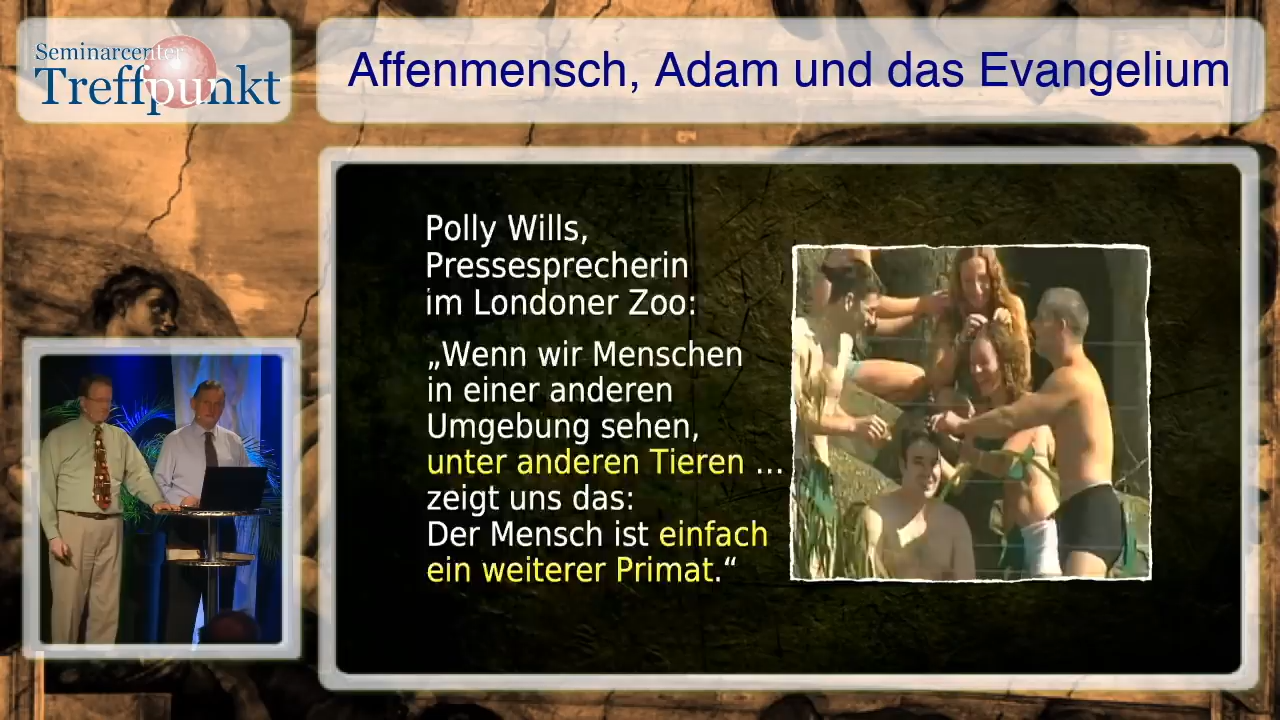 Seminarcenter
Treffpunkt
Affenmensch, Adam und das Evangelium
Polly Wills,
Pressesprecherin
im Londoner Zoo:
„Wenn wir Menschen
in einer anderen
Umgebung sehen,
unter anderen Tieren ...
zeigt uns das:
Der Mensch ist einfach
ein weiterer Primat.“